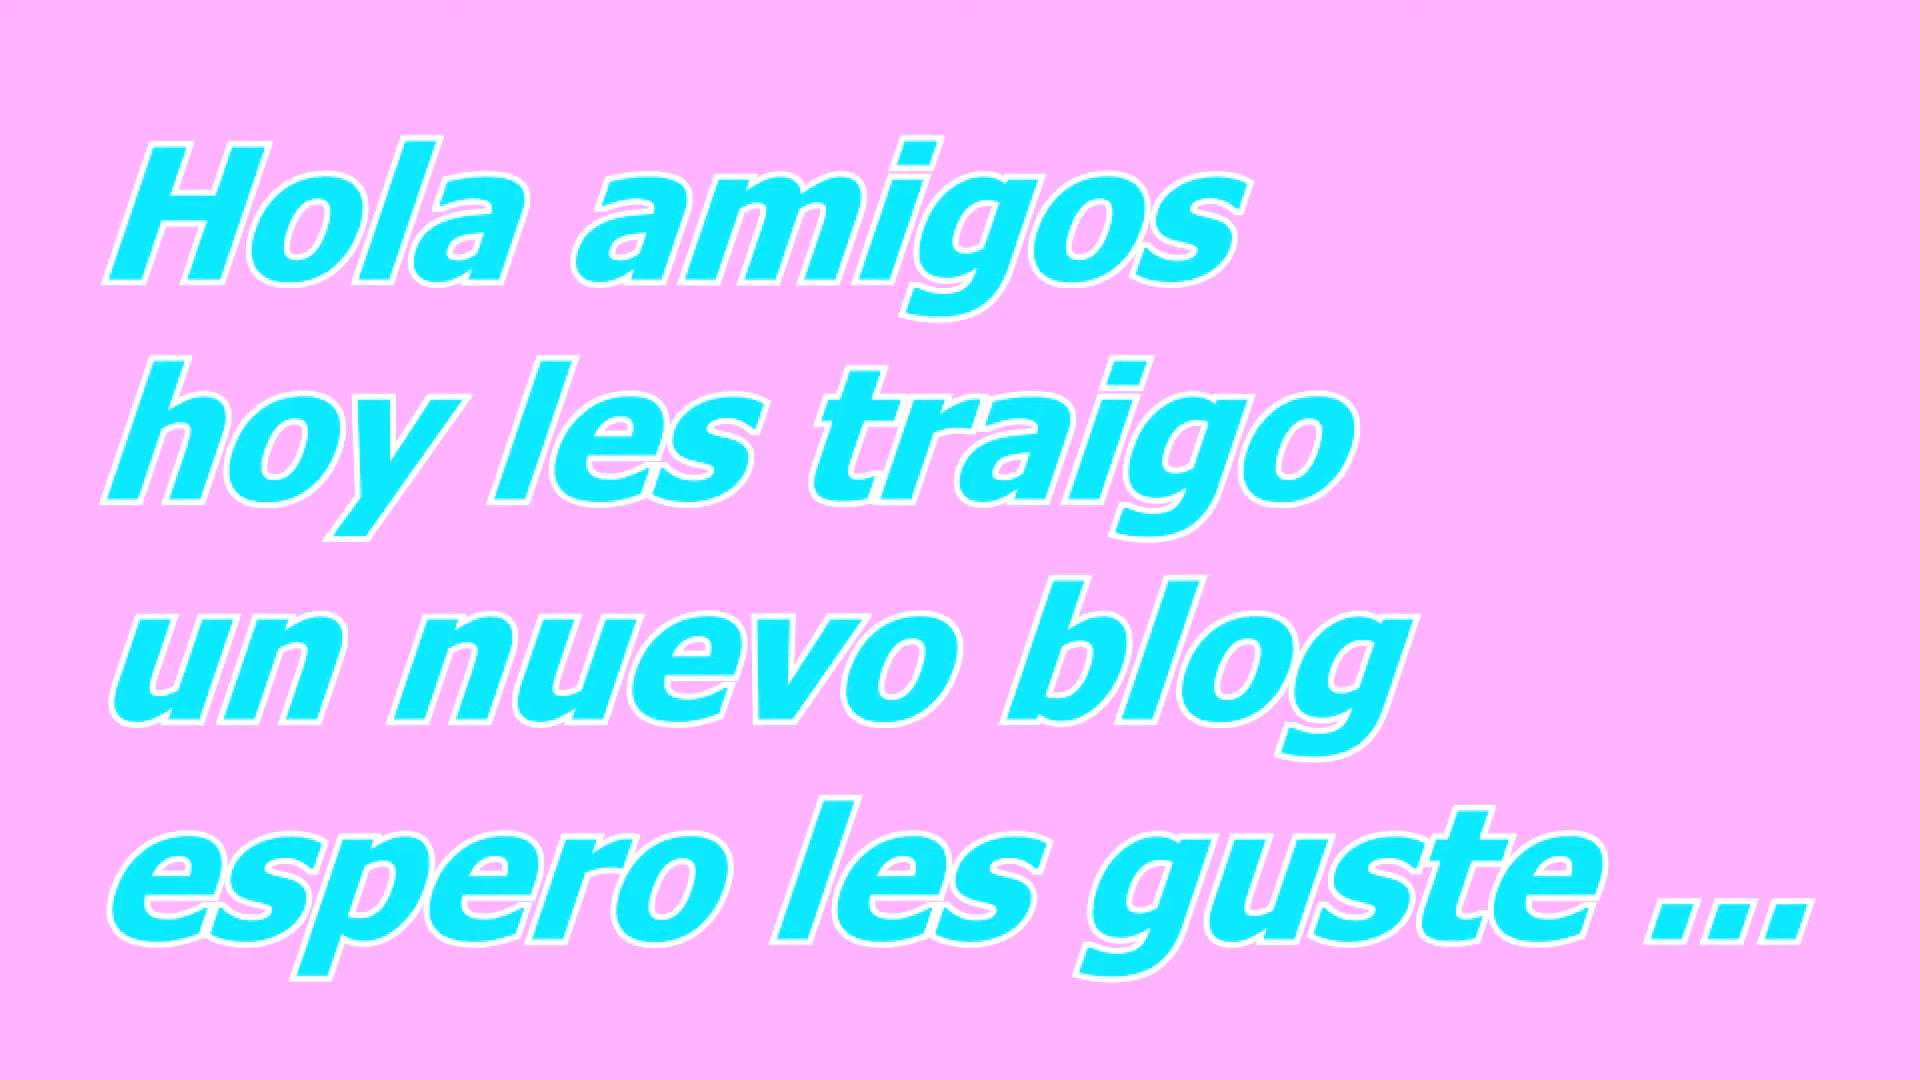 Hola amigos
hoy les traigo
un nuevo blog
espero les guste ...